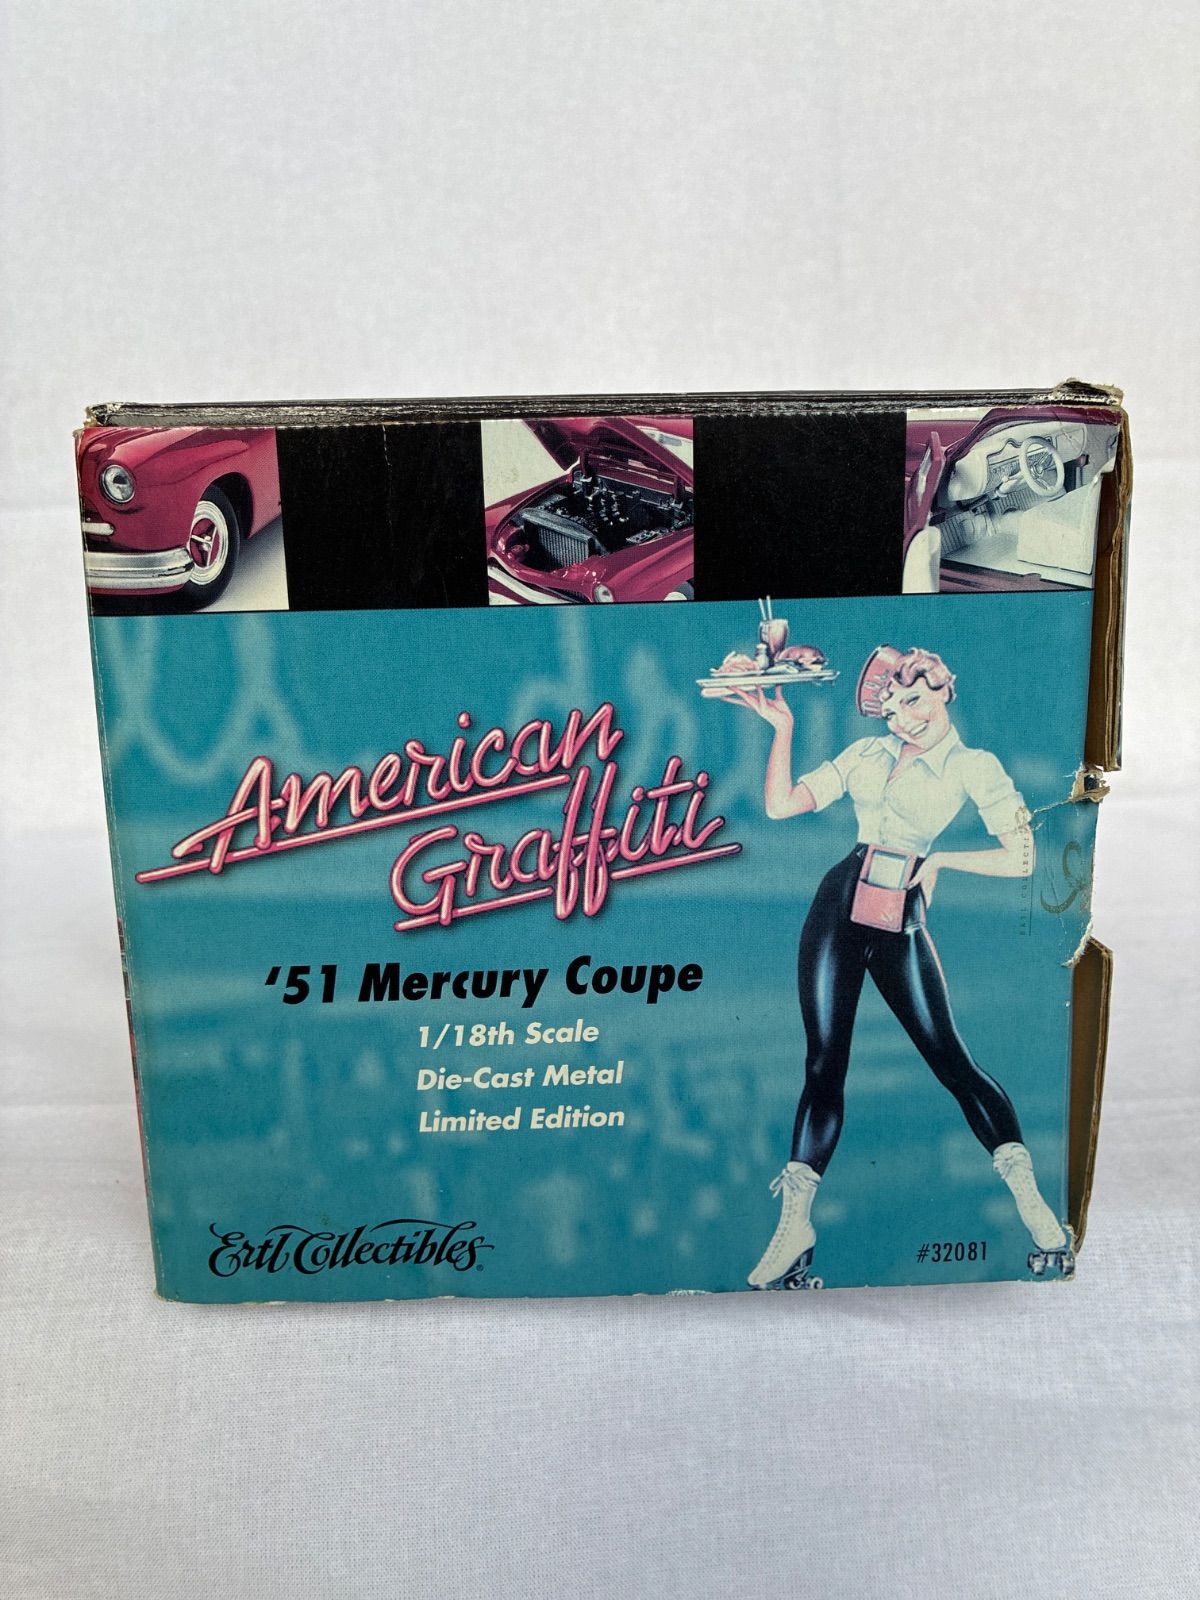 American
Graffiti
'51 Mercury Coupe
1/18th Scale
Die-Cast Metal
Limited Edition
Ertl Collectibles®
#32081